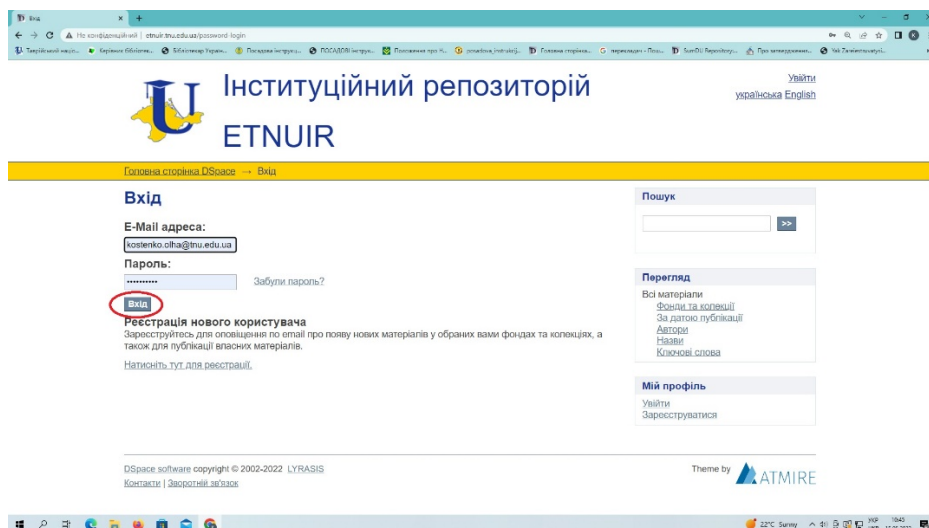 Вхід
Не конфіденційний | etnuir.tnu.edu.ua/password-login
Інституційний репозиторій
ETNUIR
Увійти
українська English
Головна сторінка DSpace → Вхід
Вхід
E-Mail адреса:
kostenko.olha@tnu.edu.ua
Пароль:
••••••••••
Забули пароль?
Вхід
Реєстрація нового користувача
Зареєструйтесь для оповіщення по email про появу нових матеріалів у обраних вами фондах та колекціях, а
також для публікації власних матеріалів.
Натисніть тут для реєстрації.
Пошук
>>
Перегляд
Всі матеріали
Фонди та колекції
За датою публікації
Автори
Назви
Ключові слова
Мій профіль
Увійти
Зареєструватися
DSpace software copyright © 2002-2022 LYRASIS
Контакти | Зворотній зв'язок
Theme by ATMIRE
22°C Sunny
УКР